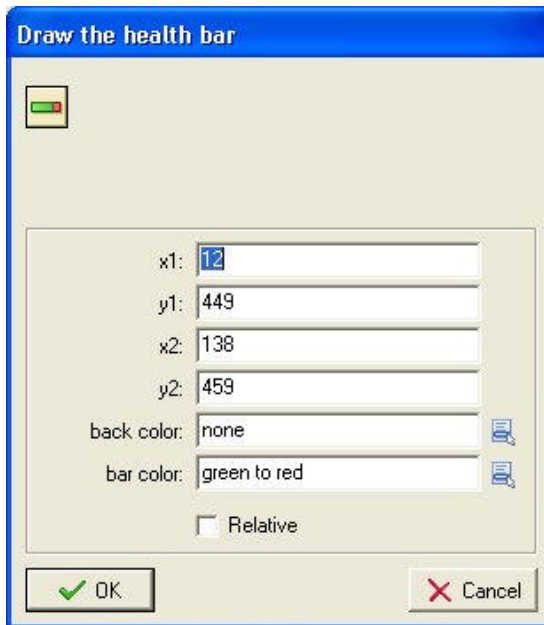 Draw the health bar
x1: 12
y1: 449
x2: 138
y2: 459
back color: none
bar color: green to red
Relative
OK Cancel